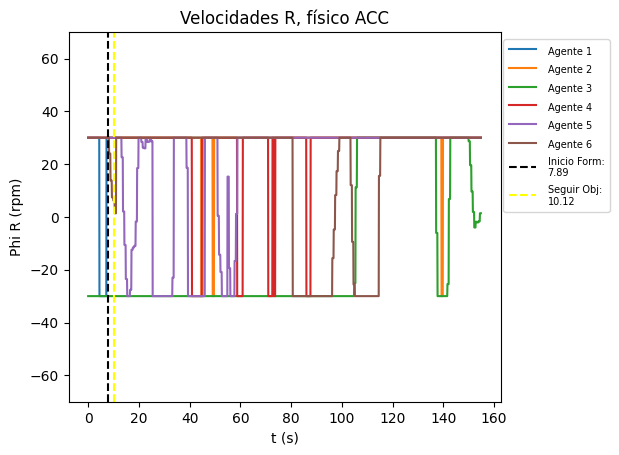 Velocidades R, físico ACC
Phi R (rpm)
60
40
20
0
−20
−40
−60
0 20 40 60 80 100 120 140 160
t (s)
Agente 1
Agente 2
Agente 3
Agente 4
Agente 5
Agente 6
Inicio Form:
7.89
Seguir Obj:
10.12